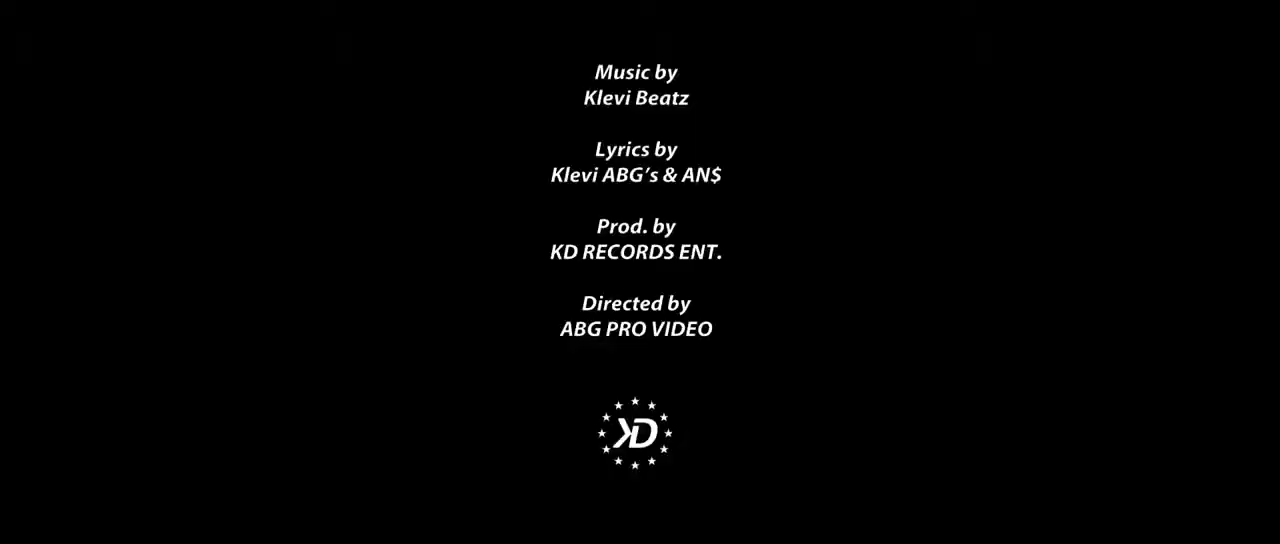 Music by
Klevi Beatz
Lyrics by
Klevi ABG's & AN$
Prod. by
KD RECORDS ENT.
Directed by
ABG PRO VIDEO
KD